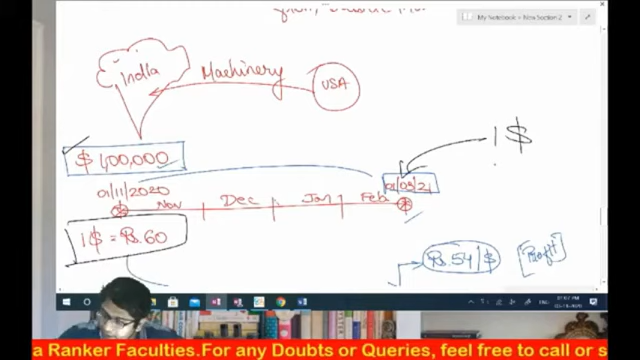 My Notebook > New Section 2
India
Machinery
USA
1 $
$ 400,000
01/11/2020
01/03/21
Nov
Dec
Jan
Feb
1 $ = Rs. 60
Rs. 54 / $
[Profit]
a Ranker Faculties.For any Doubts or Queries, feel free to call or s